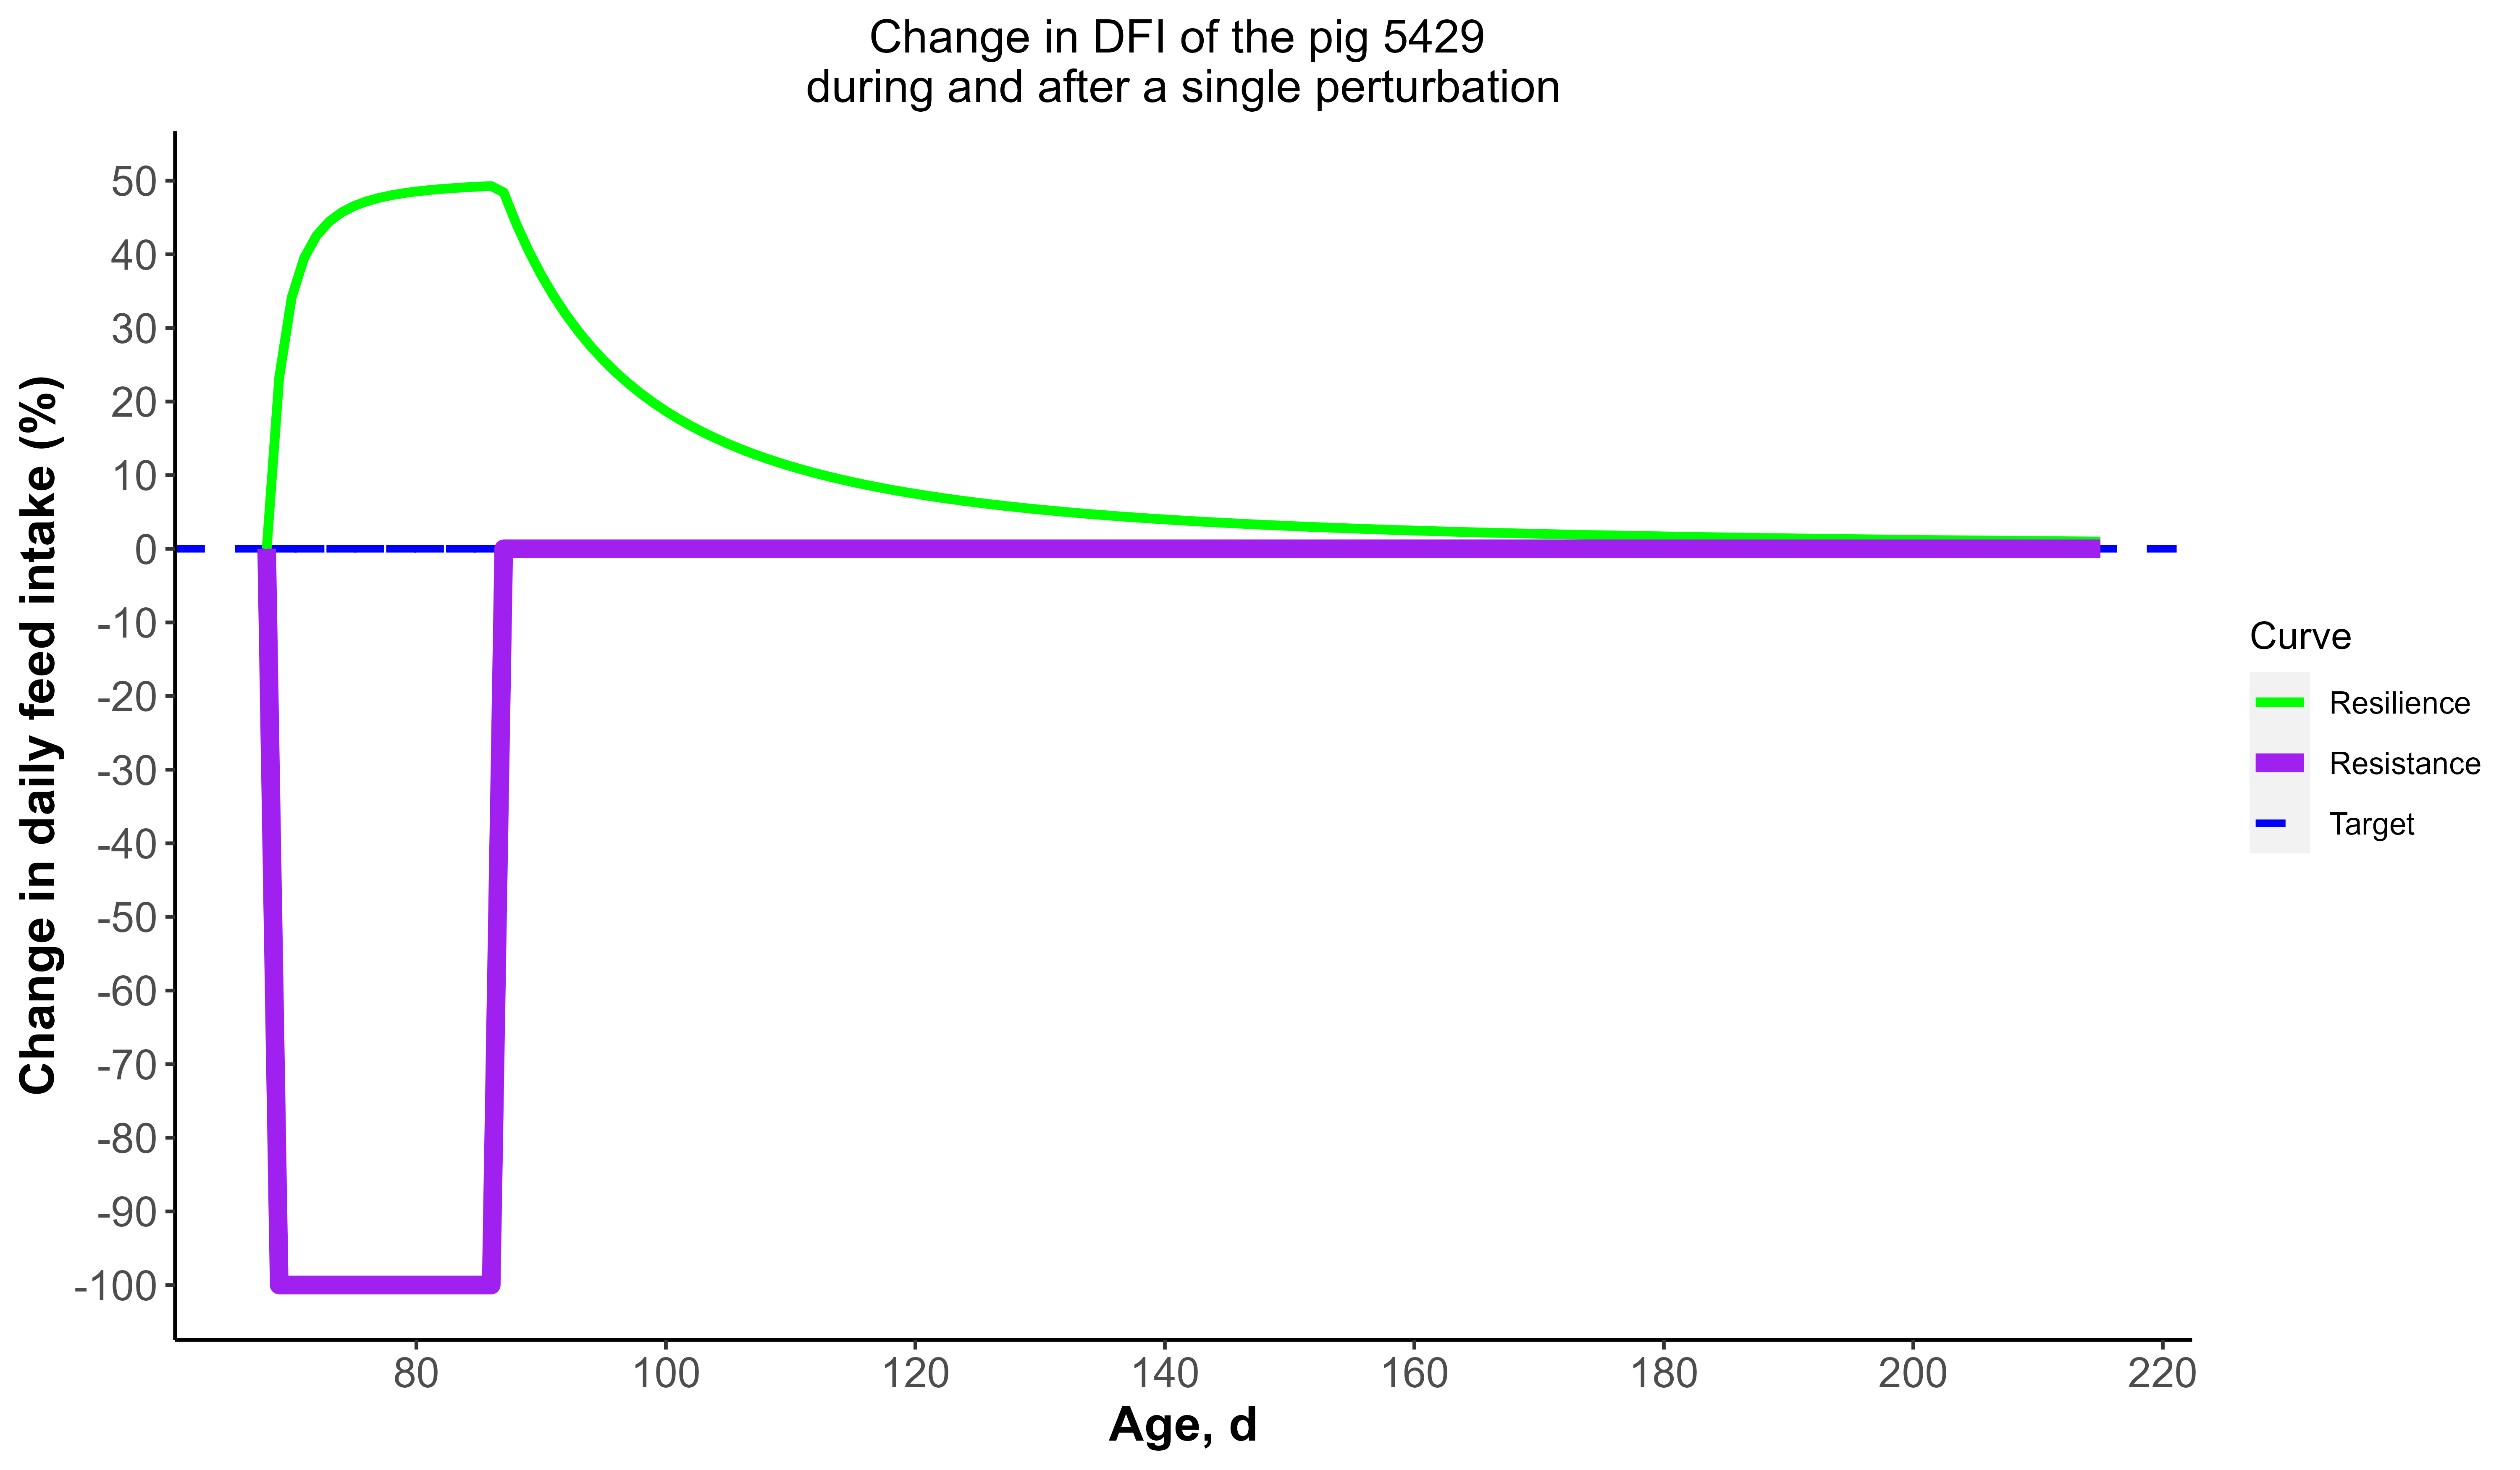 Change in DFI of the pig 5429
during and after a single perturbation
Change in daily feed intake (%)
50
40
30
20
10
0
-10
-20
-30
-40
-50
-60
-70
-80
-90
-100
80 100 120 140 160 180 200 220
Age, d
Curve
Resilience
Resistance
Target